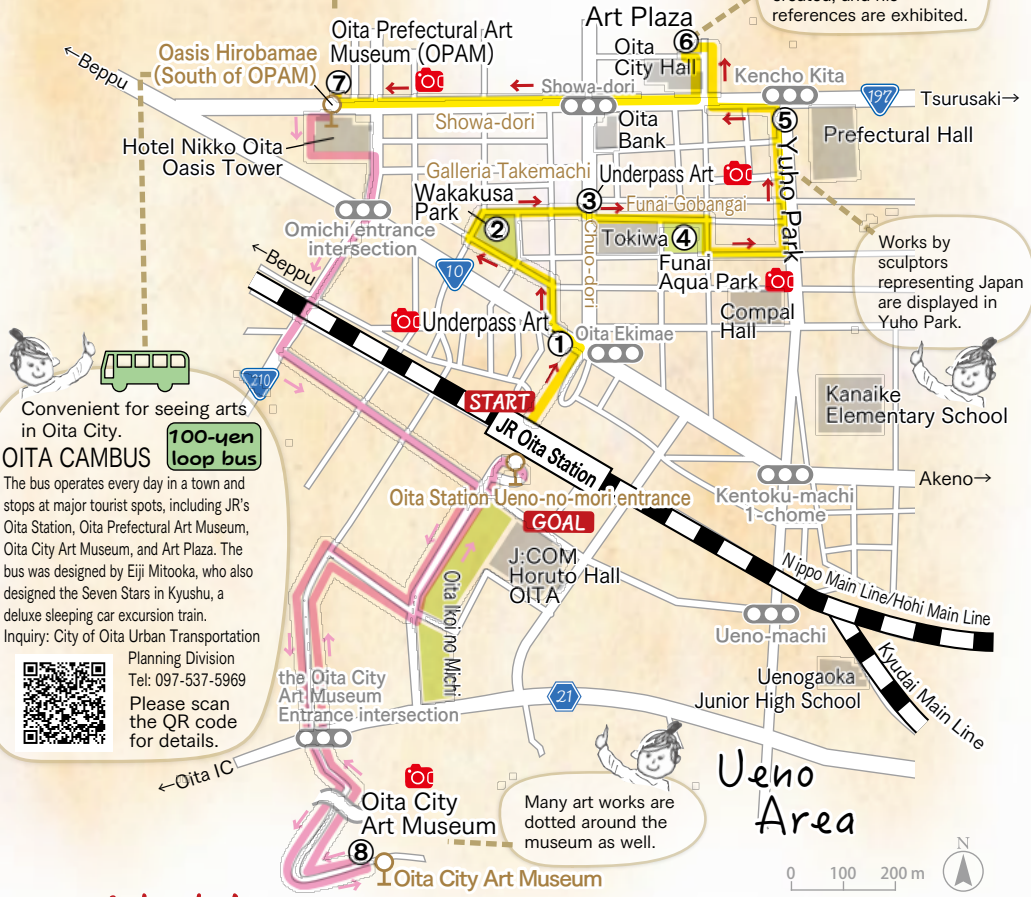 created, and his
references are exhibited.
Art Plaza
⑥
Oita
City Hall
Oita Prefectural Art
Museum (OPAM)
Oasis Hirobamae
(South of OPAM)
⑦
←Beppu
Showa-dori
Kencho Kita
197
Tsurusaki→
Showa-dori
Oita
Bank
⑤
Yuho Park
Prefectural Hall
Hotel Nikko Oita
Oasis Tower
Galleria Takemachi
Underpass Art
Wakakusa
Park
③
Funai Gobangai
②
Omichi entrance
intersection
Chuo-dori
Tokiwa
④
Funai
Aqua Park
Works by
sculptors
representing Japan
are displayed in
Yuho Park.
←Beppu
10
Compal
Hall
Underpass Art
①
Oita Ekimae
210
START
JR Oita Station
Kanaike
Elementary School
Convenient for seeing arts
in Oita City.
100-yen
loop bus
OITA CAMBUS
The bus operates every day in a town and
stops at major tourist spots, including JR's
Oita Station, Oita Prefectural Art Museum,
Oita City Art Museum, and Art Plaza. The
bus was designed by Eiji Mitooka, who also
designed the Seven Stars in Kyushu, a
deluxe sleeping car excursion train.
Inquiry: City of Oita Urban Transportation
Planning Division
Tel: 097-537-5969
Please scan
the QR code
for details.
Oita Station Ueno-no-mori entrance
GOAL
Kentoku-machi
1-chome
Akeno→
J:COM
Horuto Hall
OITA
Oita Ikoi no Michi
Nippo Main Line/Hohi Main Line
Ueno-machi
Kyudai Main Line
Uenogaoka
Junior High School
the Oita City
Art Museum
Entrance intersection
21
←Oita IC
Ueno
Area
Oita City
Art Museum
Many art works are
dotted around the
museum as well.
⑧
Oita City Art Museum
N
0 100 200 m